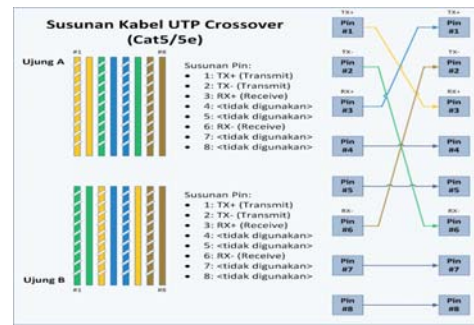 Susunan Kabel UTP Crossover
(Cat5/5e)
Ujung A
#1
#8
Susunan Pin:
• 1: TX+ (Transmit)
• 2: TX- (Transmit)
• 3: RX+ (Receive)
• 4: <tidak digunakan>
• 5: <tidak digunakan>
• 6: RX- (Receive)
• 7: <tidak digunakan>
• 8: <tidak digunakan>
Susunan Pin:
• 1: TX+ (Transmit)
• 2: TX- (Transmit)
• 3: RX+ (Receive)
• 4: <tidak digunakan>
• 5: <tidak digunakan>
• 6: RX- (Receive)
• 7: <tidak digunakan>
• 8: <tidak digunakan>
Ujung B
#1
#8
TX+
TX+
Pin #1
Pin #1
TX-
TX-
Pin #2
Pin #2
RX+
RX+
Pin #3
Pin #3
Pin #4
Pin #4
Pin #5
Pin #5
RX-
RX-
Pin #6
Pin #6
Pin #7
Pin #7
Pin #8
Pin #8